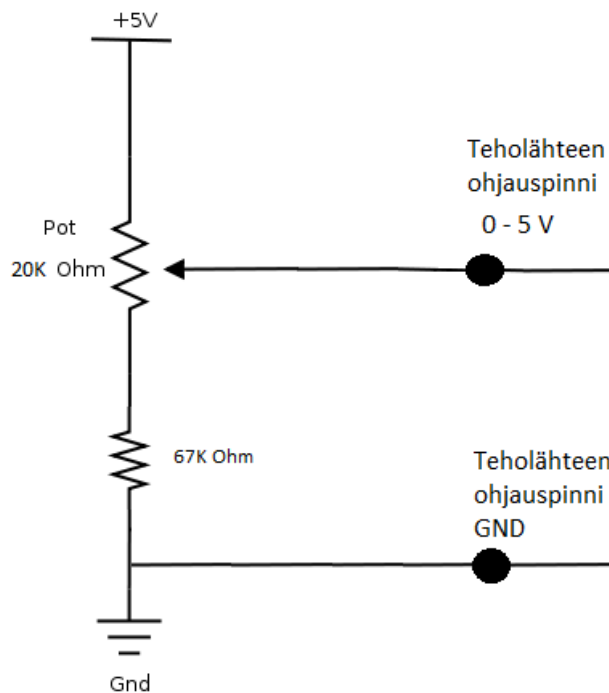 +5V
Teholähteen
ohjauspinni
0 - 5 V
Pot
20K Ohm
67K Ohm
Teholähteen
ohjauspinni
GND
Gnd